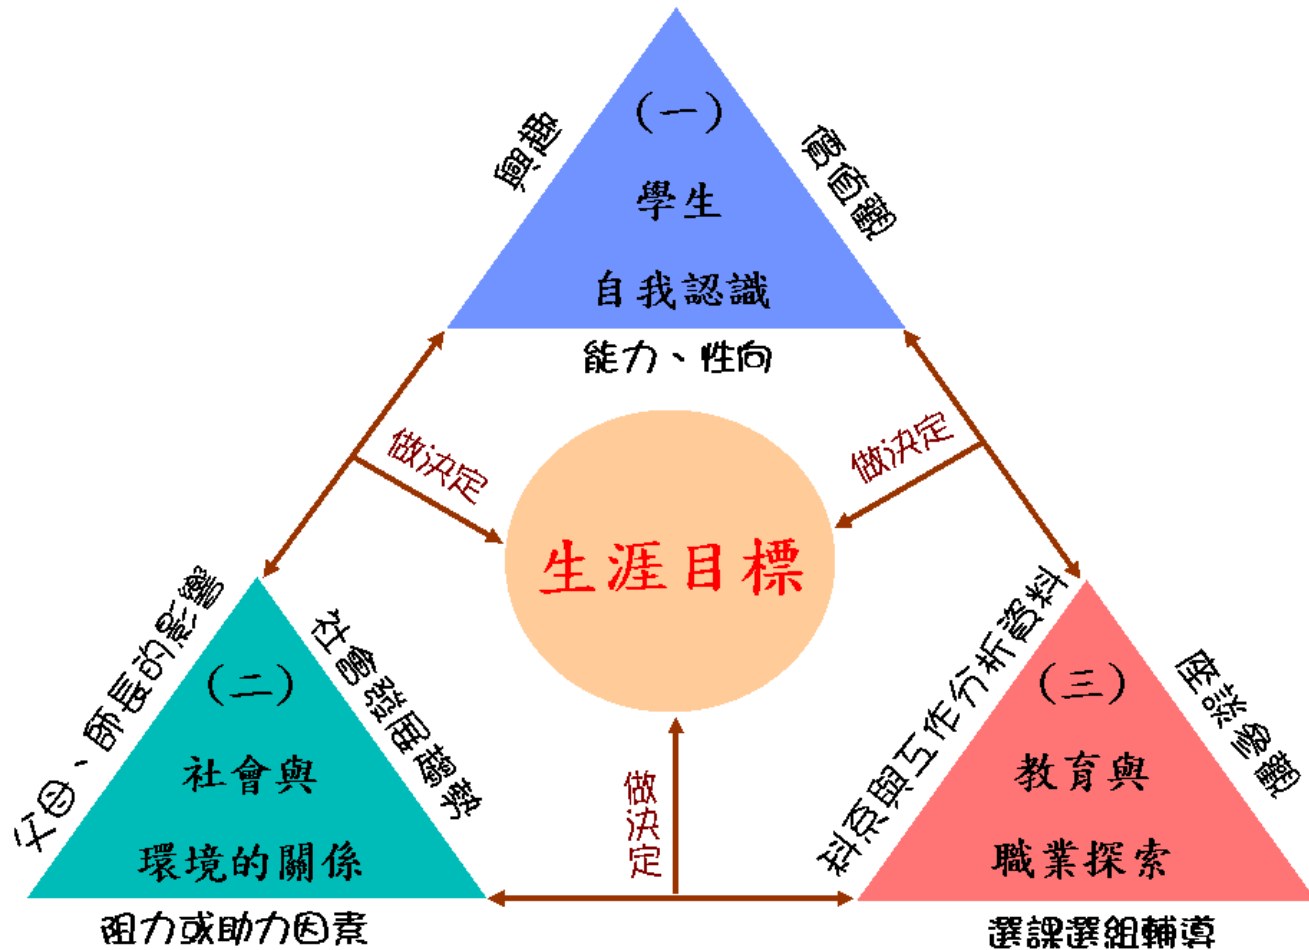 (一)
興趣
價值觀
學生
自我認識
能力、性向
做決定
做決定
生涯目標
父母、師長的影響
社會發展趨勢
(二)
社會與
環境的關係
阻力或助力因素
做決定
科系與工作分析資料
座談參觀
(三)
教育與
職業探索
選課選組輔導